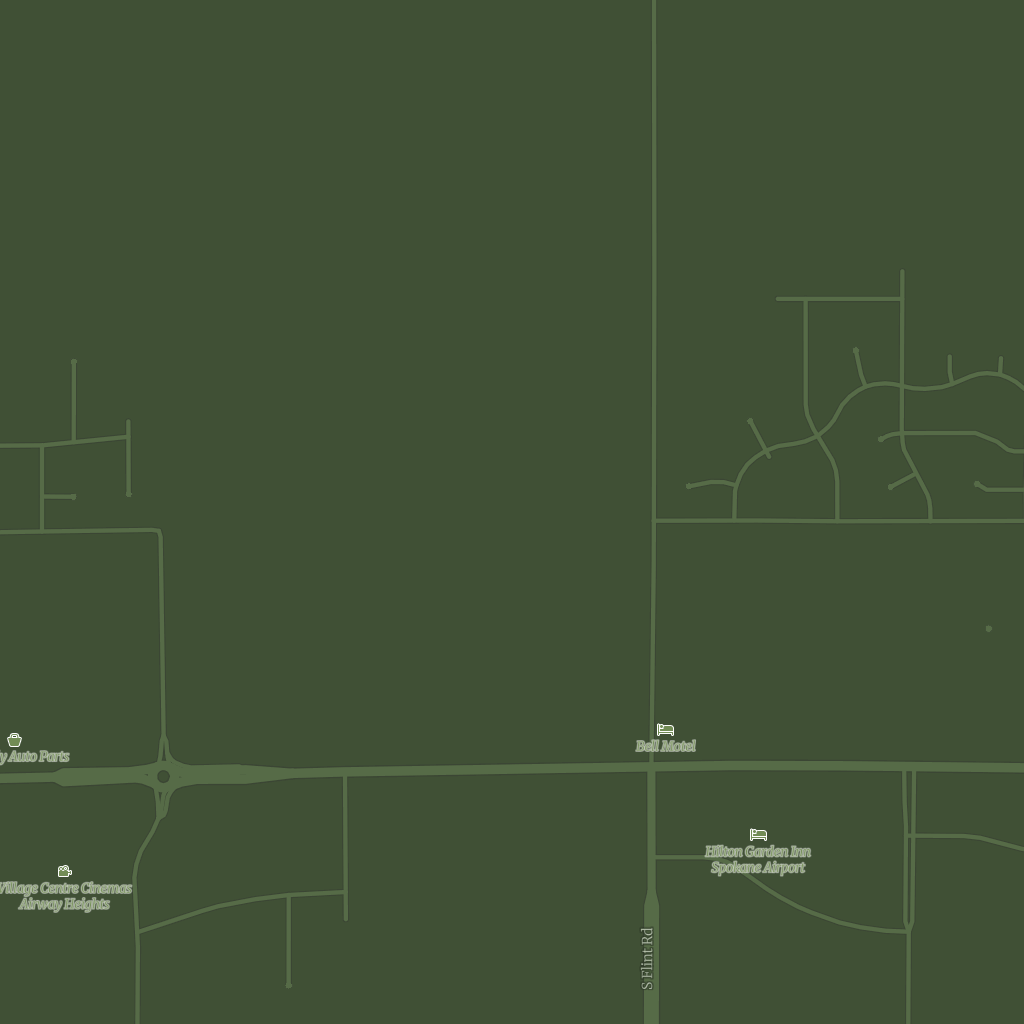 Bell Motel
y Auto Parts
Hilton Garden Inn
Spokane Airport
Village Centre Cinemas
Airway Heights
S Flint Rd